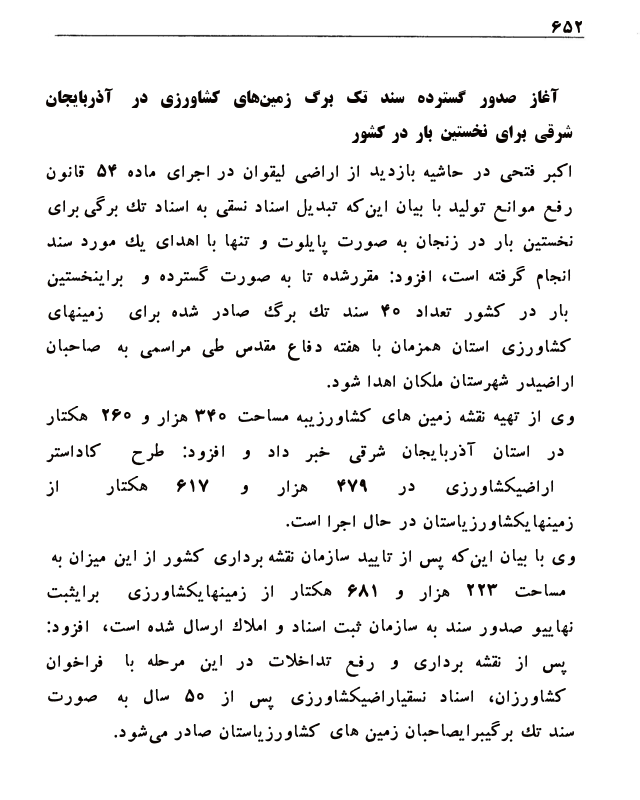 ۶۵۲
آغاز صدور گسترده سند تک برگ زمین‌های کشاورزی در آذربایجان
شرقی برای نخستین بار در کشور
اکبر فتحی در حاشیه بازدید از اراضی لیقوان در اجرای ماده ۵۴ قانون
رفع موانع تولید با بیان این‌که تبدیل اسناد نسقی به اسناد تك برگی برای
نخستین بار در زنجان به صورت پایلوت و تنها با اهدای یك مورد سند
انجام گرفته است، افزود: مقررشده تا به صورت گسترده و براینخستین
بار در کشور تعداد ۴۰ سند تك برگ صادر شده برای زمینهای
کشاورزی استان همزمان با هفته دفاع مقدس طی مراسمی به صاحبان
اراضیدر شهرستان ملکان اهدا شود.
وی از تهیه نقشه زمین های کشاورزیبه مساحت ۳۴۰ هزار و ۲۶۰ هکتار
در استان آذربایجان شرقی خبر داد و افزود: طرح کاداستر
اراضیکشاورزی در ۴۷۹ هزار و ۶۱۷ هکتار از
زمینهایکشاورزیاستان در حال اجرا است.
وی با بیان این‌که پس از تایید سازمان نقشه برداری کشور از این میزان به
مساحت ۲۲۳ هزار و ۶۸۱ هکتار از زمینهایکشاورزی برایثبت
نهاییو صدور سند به سازمان ثبت اسناد و املاك ارسال شده است، افزود:
پس از نقشه برداری و رفع تداخلات در این مرحله با فراخوان
کشاورزان، اسناد نسقیاراضیکشاورزی پس از ۵۰ سال به صورت
سند تك برگیبرایصاحبان زمین های کشاورزیاستان صادر می‌شود.